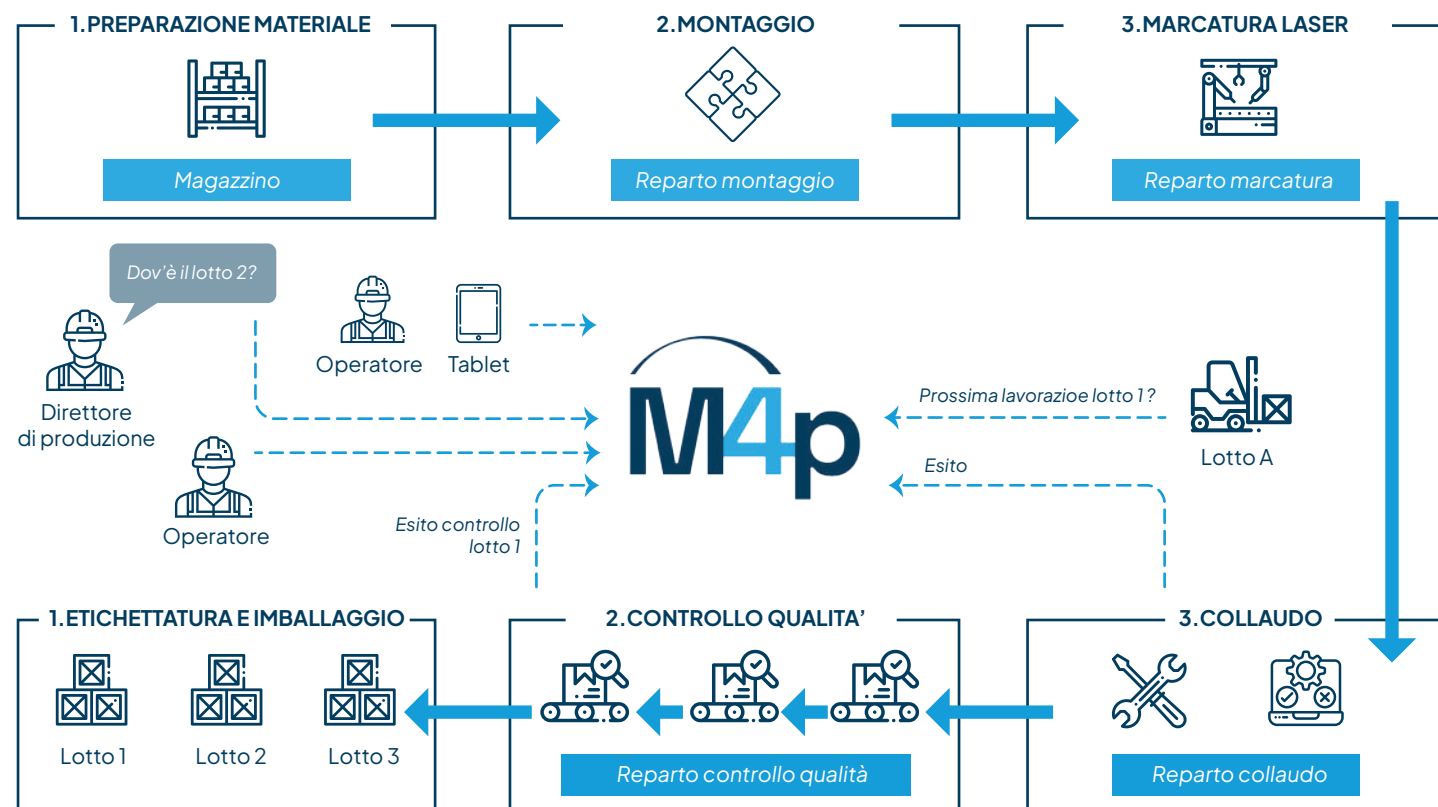 1.PREPARAZIONE MATERIALE
2.MONTAGGIO
3.MARCATURA LASER
Magazzino
Reparto montaggio
Reparto marcatura
Dov'è il lotto 2?
Operatore
Tablet
Direttore
di produzione
Operatore
M4p
Prossima lavorazioe lotto 1 ?
Lotto A
Esito
Esito controllo
lotto 1
1.ETICHETTATURA E IMBALLAGGIO
2.CONTROLLO QUALITA’
3.COLLAUDO
Lotto 1
Lotto 2
Lotto 3
Reparto controllo qualità
Reparto collaudo